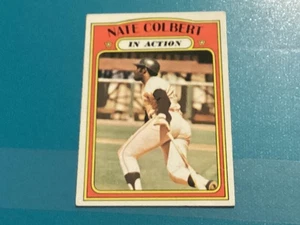 NATE COLBERT
IN ACTION